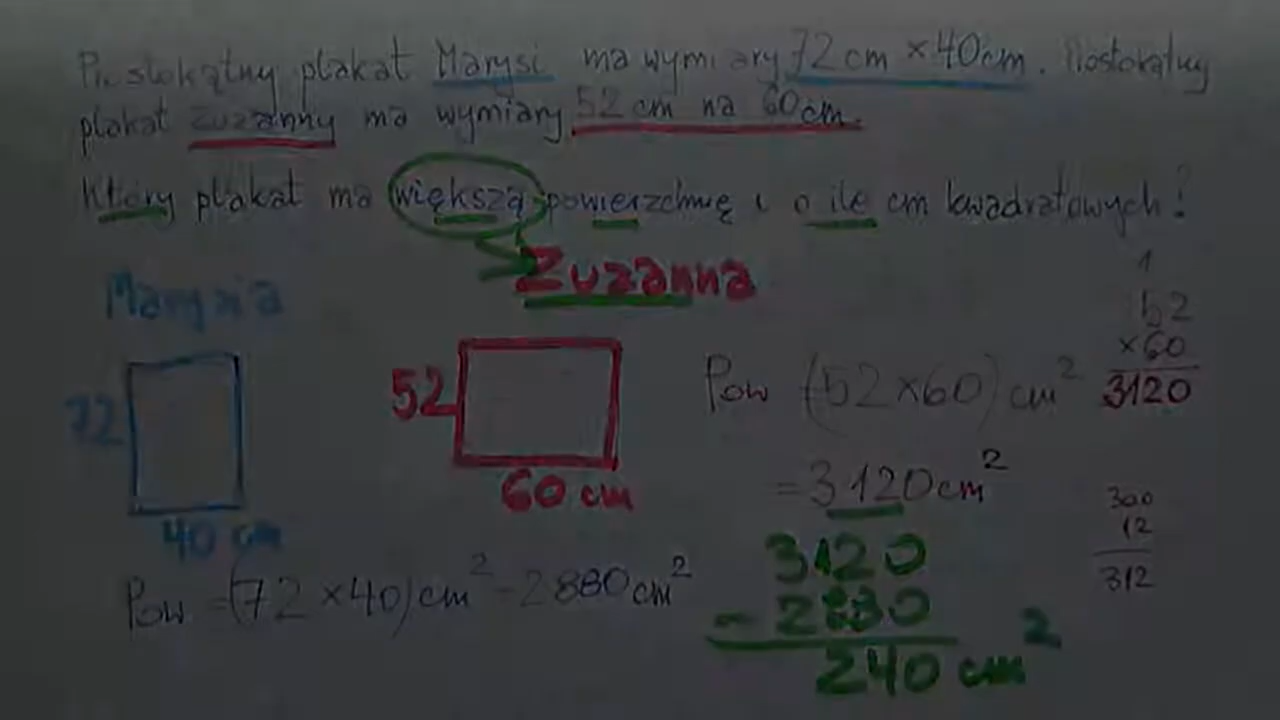 Prostokątny plakat Marysi ma wymiary 72 cm × 40 cm. Prostokątny
plakat Zuzanny ma wymiary 52 cm na 60 cm.
Który plakat ma większą powierzchnię i o ile cm kwadratowych?
Zuzanna
Marysia
72
40 cm
52
60 cm
Pow = (52 × 60) cm²
= 3120 cm²
1
52
× 60
3120
300
12
312
Pow = (72 × 40) cm² = 2880 cm²
3120
- 2880
240 cm²